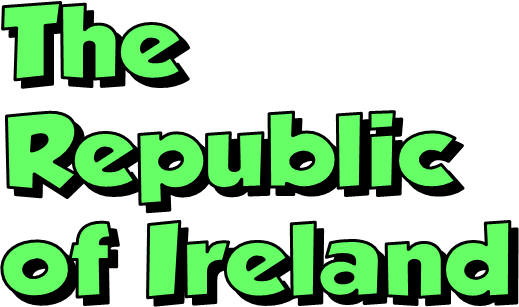 The
Republic
of Ireland